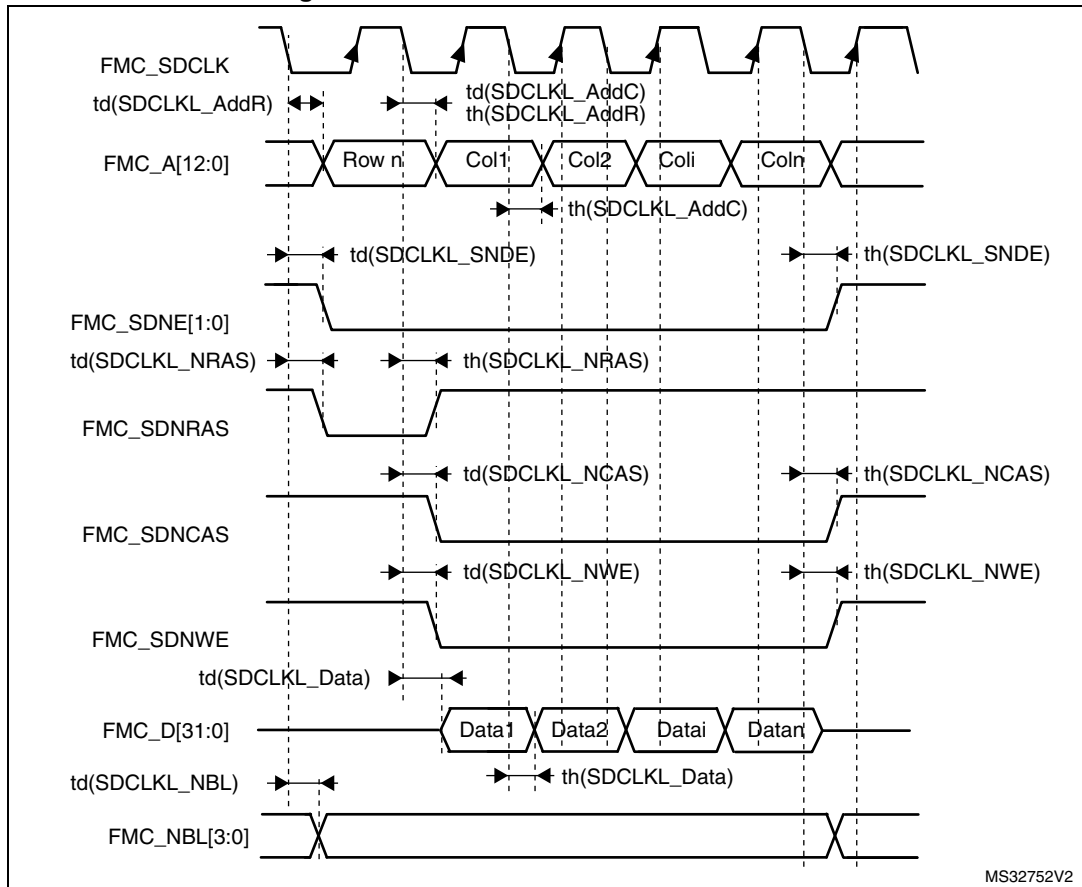 FMC_SDCLK
td(SDCLKL_AddR)
td(SDCLKL_AddC)
th(SDCLKL_AddR)
FMC_A[12:0]
Row n
Col1
Col2
Coli
Coln
th(SDCLKL_AddC)
td(SDCLKL_SNDE)
th(SDCLKL_SNDE)
FMC_SDNE[1:0]
td(SDCLKL_NRAS)
th(SDCLKL_NRAS)
FMC_SDNRAS
td(SDCLKL_NCAS)
th(SDCLKL_NCAS)
FMC_SDNCAS
td(SDCLKL_NWE)
th(SDCLKL_NWE)
FMC_SDNWE
td(SDCLKL_Data)
FMC_D[31:0]
Data1
Data2
Datai
Datan
td(SDCLKL_NBL)
th(SDCLKL_Data)
FMC_NBL[3:0]
MS32752V2